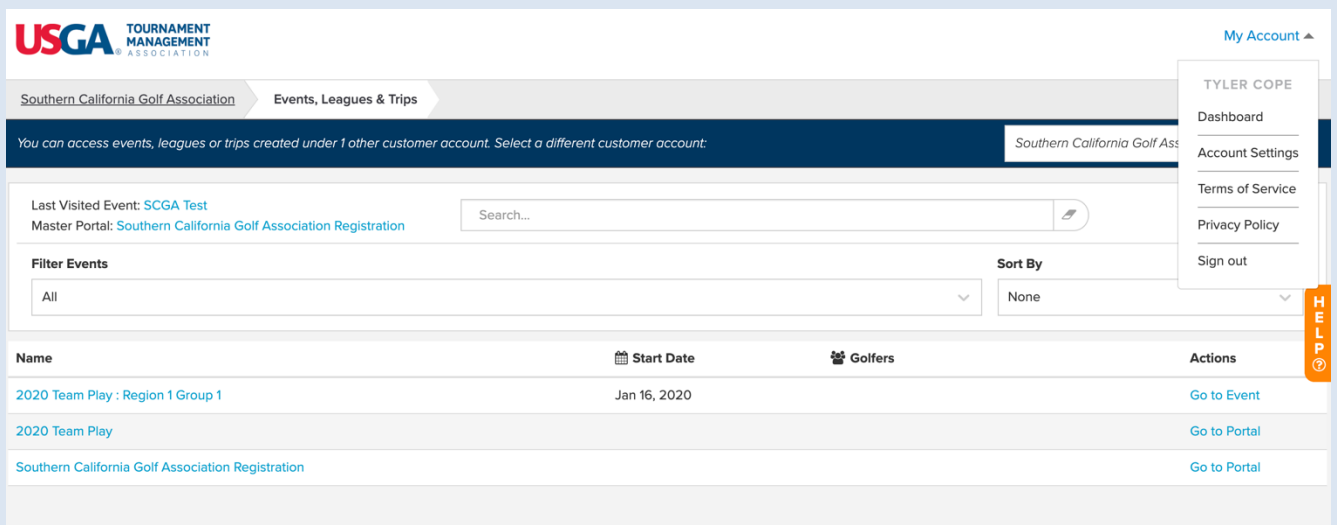 USGA® TOURNAMENT
MANAGEMENT
ASSOCIATION
My Account
Southern California Golf Association
Events, Leagues & Trips
TYLER COPE
Dashboard
Account Settings
Terms of Service
Privacy Policy
Sign out
You can access events, leagues or trips created under 1 other customer account. Select a different customer account:
Southern California Golf Ass
Last Visited Event: SCGA Test
Master Portal: Southern California Golf Association Registration
Search...
Filter Events
All
Sort By
None
HELP
Name Start Date Golfers Actions
2020 Team Play : Region 1 Group 1 Jan 16, 2020 Go to Event
2020 Team Play Go to Portal
Southern California Golf Association Registration Go to Portal